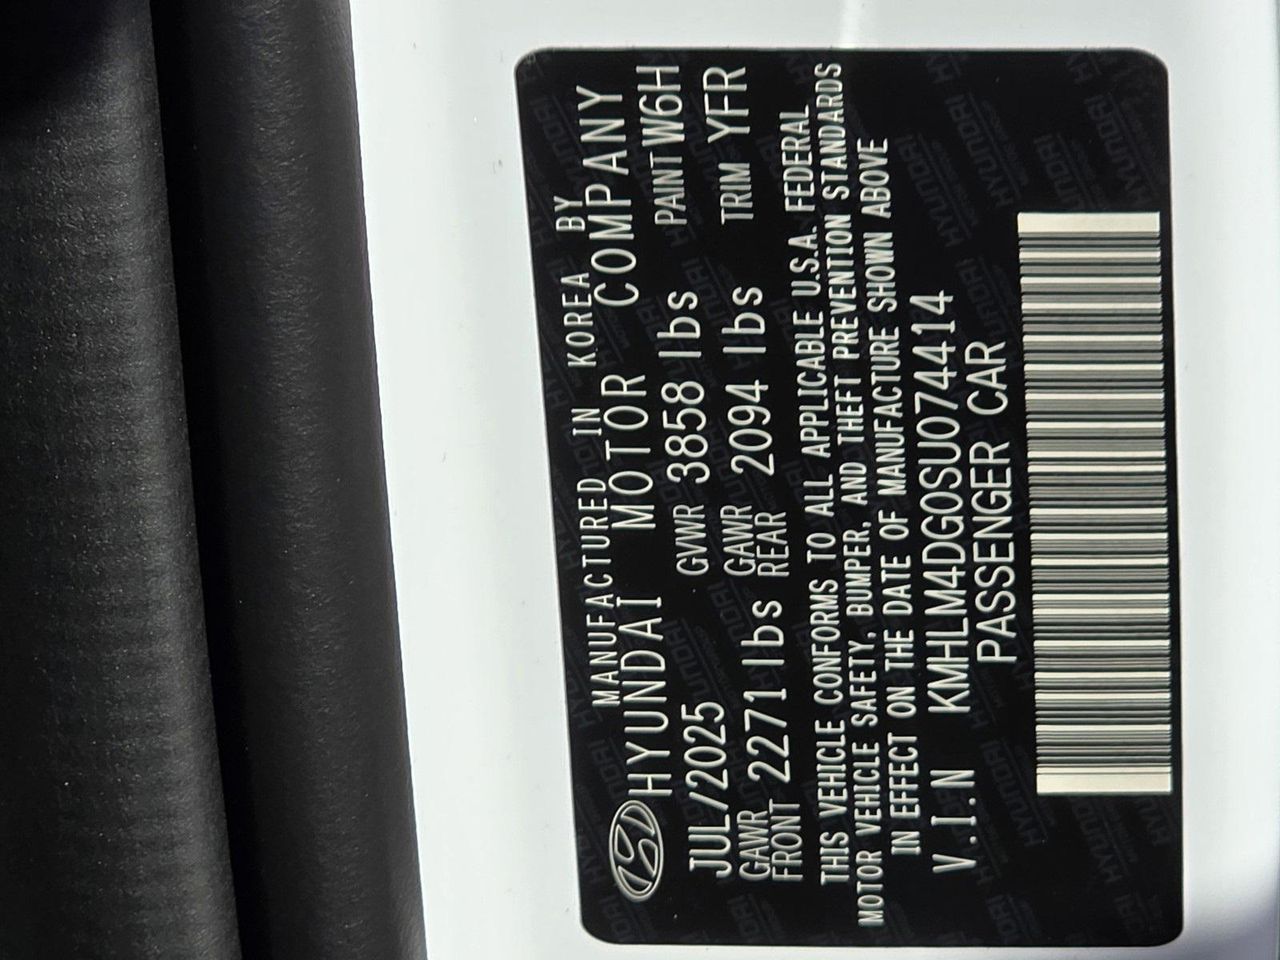 MANUFACTURED IN KOREA BY
HYUNDAI MOTOR COMPANY
JUL/2025 GVWR 3858 lbs PAINT W6H
GAWR FRONT 2271 lbs GAWR REAR 2094 lbs TRIM YFR
THIS VEHICLE CONFORMS TO ALL APPLICABLE U.S.A. FEDERAL
MOTOR VEHICLE SAFETY, BUMPER, AND THEFT PREVENTION STANDARDS
IN EFFECT ON THE DATE OF MANUFACTURE SHOWN ABOVE
V.I.N KMHLM4DG0SU074414
PASSENGER CAR